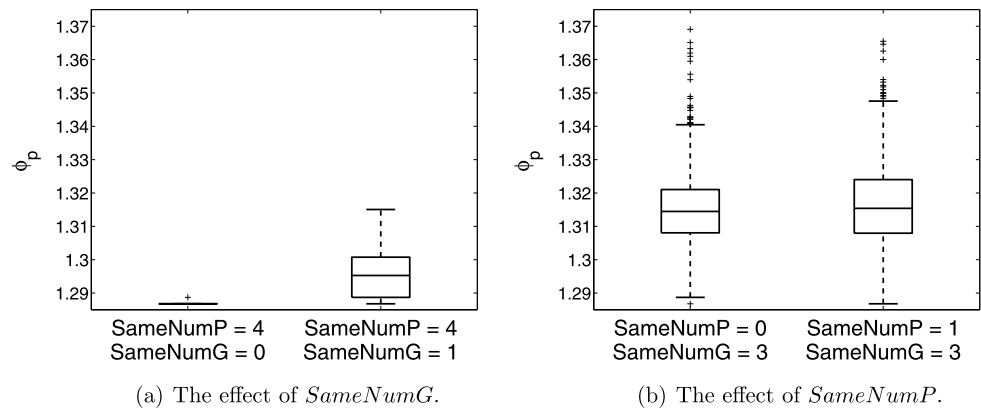 1.37
1.36
1.35
1.34
1.33
1.32
1.31
1.3
1.29
ϕp
SameNumP = 4
SameNumG = 0
SameNumP = 4
SameNumG = 1
(a) The effect of SameNumG.
1.37
1.36
1.35
1.34
1.33
1.32
1.31
1.3
1.29
ϕp
SameNumP = 0
SameNumG = 3
SameNumP = 1
SameNumG = 3
(b) The effect of SameNumP.